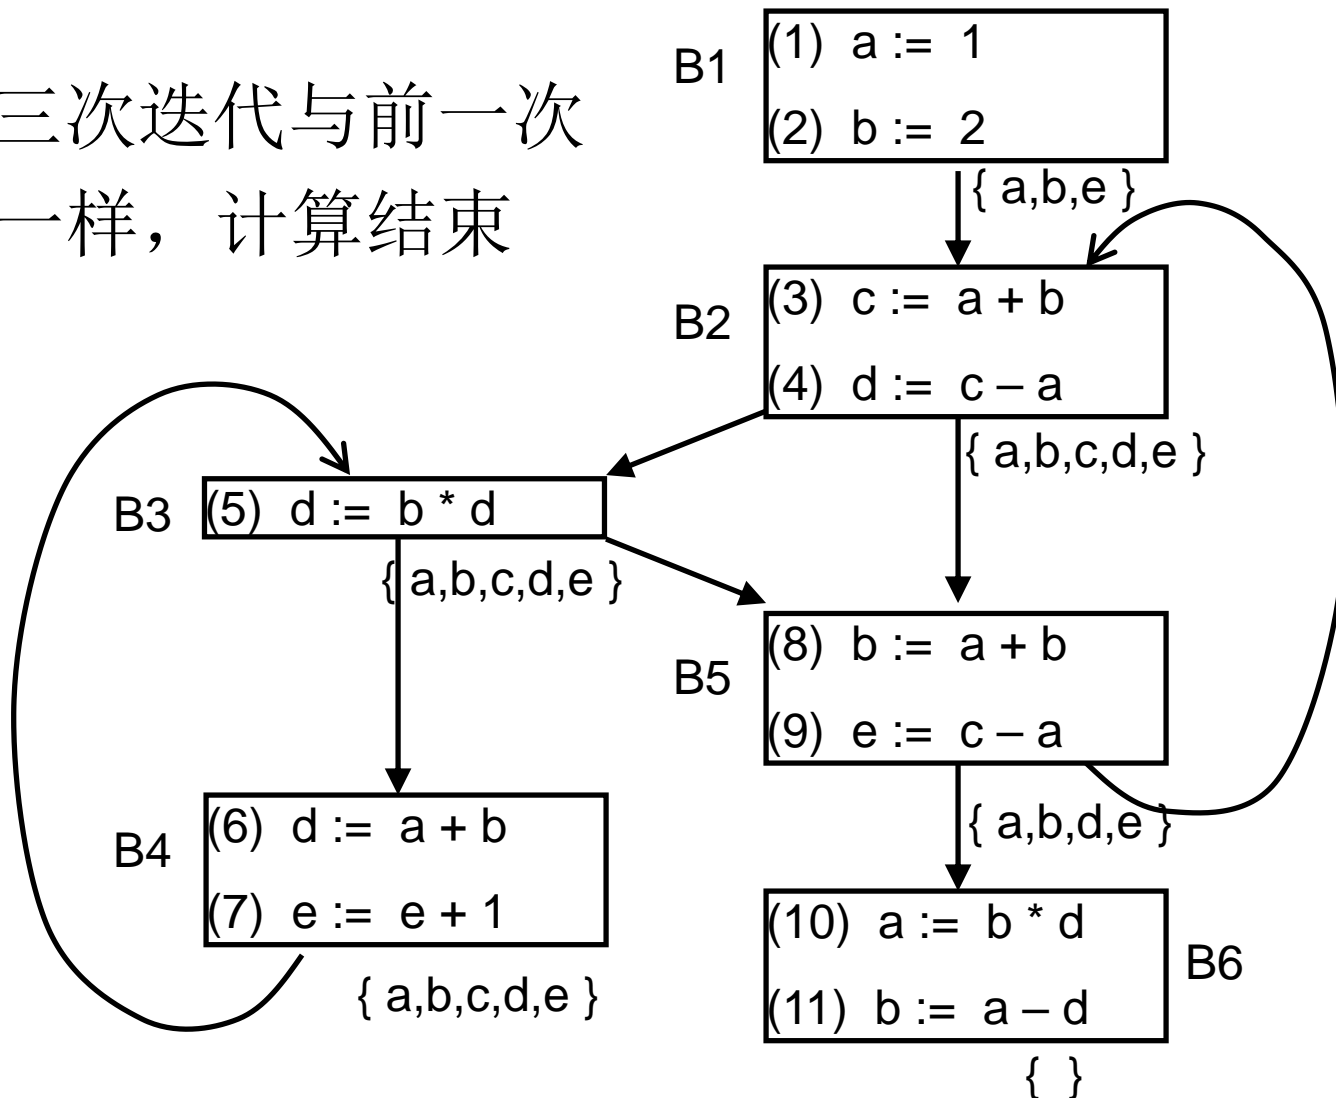 三次迭代与前一次
一样，计算结束
B1
(1) a := 1
(2) b := 2
{ a,b,e }
B2
(3) c := a + b
(4) d := c – a
{ a,b,c,d,e }
B3
(5) d := b * d
{ a,b,c,d,e }
B5
(8) b := a + b
(9) e := c – a
{ a,b,d,e }
B4
(6) d := a + b
(7) e := e + 1
{ a,b,c,d,e }
(10) a := b * d
(11) b := a – d
B6
{ }